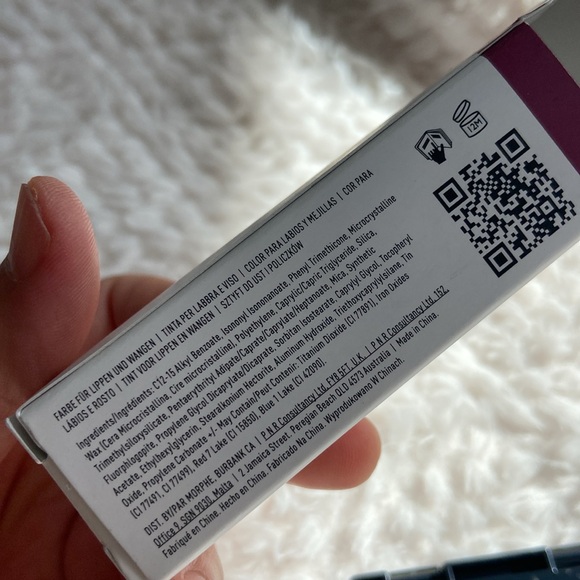 12M
FARBE FÜR LIPPEN UND WANGEN | TINTA PER LABBRA E VISO | COLOR PARA LABIOS Y MEJILLAS | COR PARA
LÁBIOS E ROSTO | TINT VOOR LIPPEN EN WANGEN | SZTYFT DO UST I POLICZKÓW
Ingredients/Ingrédients: C12-15 Alkyl Benzoate, Isononyl Isononanoate, Phenyl Trimethicone, Microcrystalline
Wax (Cera Microcristallina, Cire microcristalline), Polyethylene, Caprylic/Capric Triglyceride, Silica,
Trimethylsiloxysilicate, Pentaerythrityl Adipate/Caprate/Caprylate/Heptanoate, Mica, Synthetic
Fluorphlogopite, Propylene Glycol Dicaprylate/Dicaprate, Sorbitan Isostearate, Caprylyl Glycol, Tocopheryl
Acetate, Ethylhexylglycerin, Stearalkonium Hectorite, Aluminum Hydroxide, Triethoxycaprylylsilane, Tin
Oxide, Propylene Carbonate +/- May Contain/Peut Contenir: Titanium Dioxide (CI 77891), Iron Oxides
(CI 77491, CI 77499), Red 7 Lake (CI 15850), Blue 1 Lake (CI 42090).
DIST. BY/PAR MORPHE, BURBANK CA | P.N.R Consultancy Ltd. FY8 5FT U.K | P.N.R Consultancy Ltd. 152,
Office 9, SGN 9030, Malta | 2 Jamaica Street. Peregian Beach QLD 4573 Australia | Made in China.
Fabriqué en Chine. Hecho en China. Fabricado Na China. Wyprodukowano W Chinach.